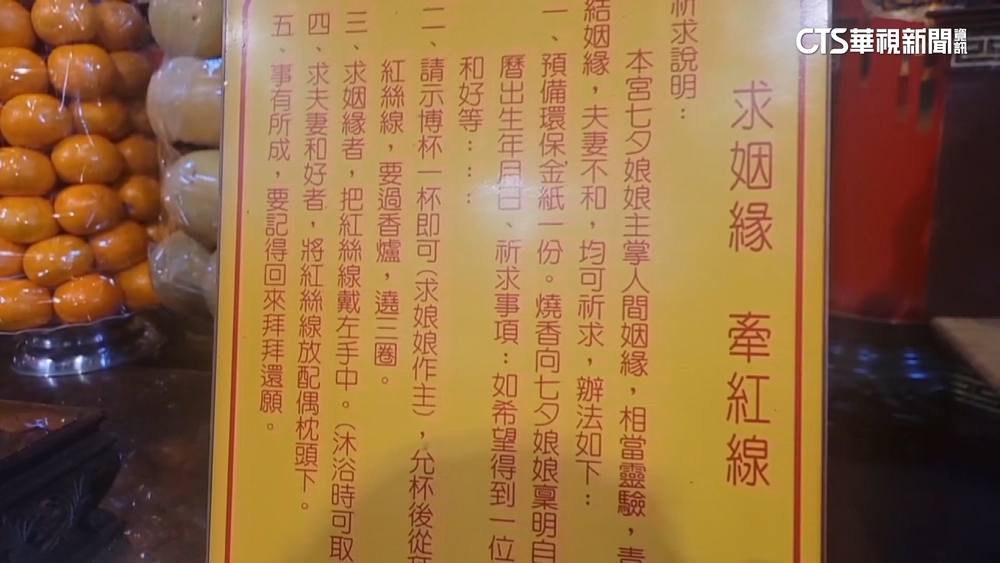 CTS華視新聞資訊
求姻緣 牽紅線
祈求說明：
本宮七夕娘娘主掌人間姻緣，相當靈驗，
結姻緣，夫妻不和，均可祈求，辦法如下：
一、預備環保金紙一份。燒香向七夕娘娘稟明自
曆出生年月日、祈求事項：如希望得到一位
和好等：：
二、請示博杯一杯即可（求娘娘作主），允杯後從
紅絲線，要過香爐，遶三圈。
三、求姻緣者，把紅絲線戴左手中。（沐浴時可取
四、求夫妻和好者，將紅絲線放配偶枕頭下。
五、事有所成，要記得回來拜拜還願。